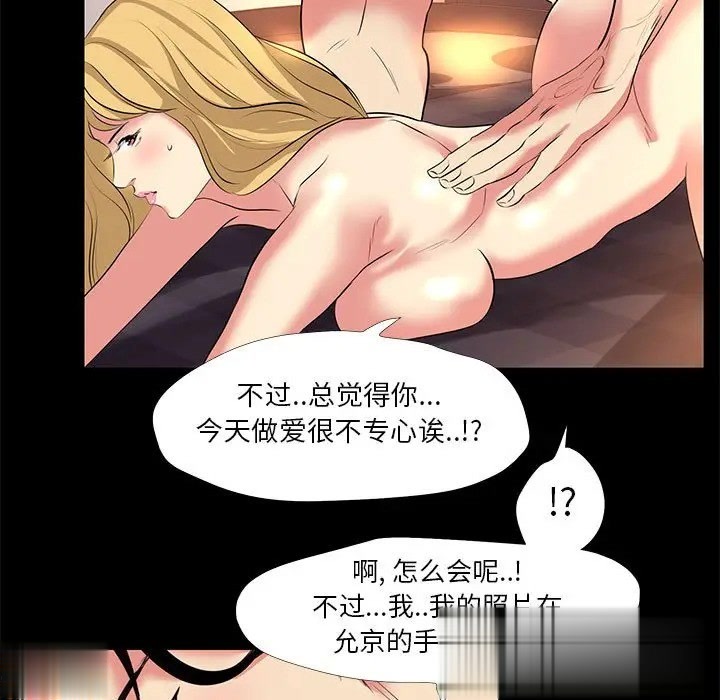 不过..总觉得你...
今天做爱很不专心诶..!?
!?
啊, 怎么会呢..!
不过...我..我的照片在
允京的手